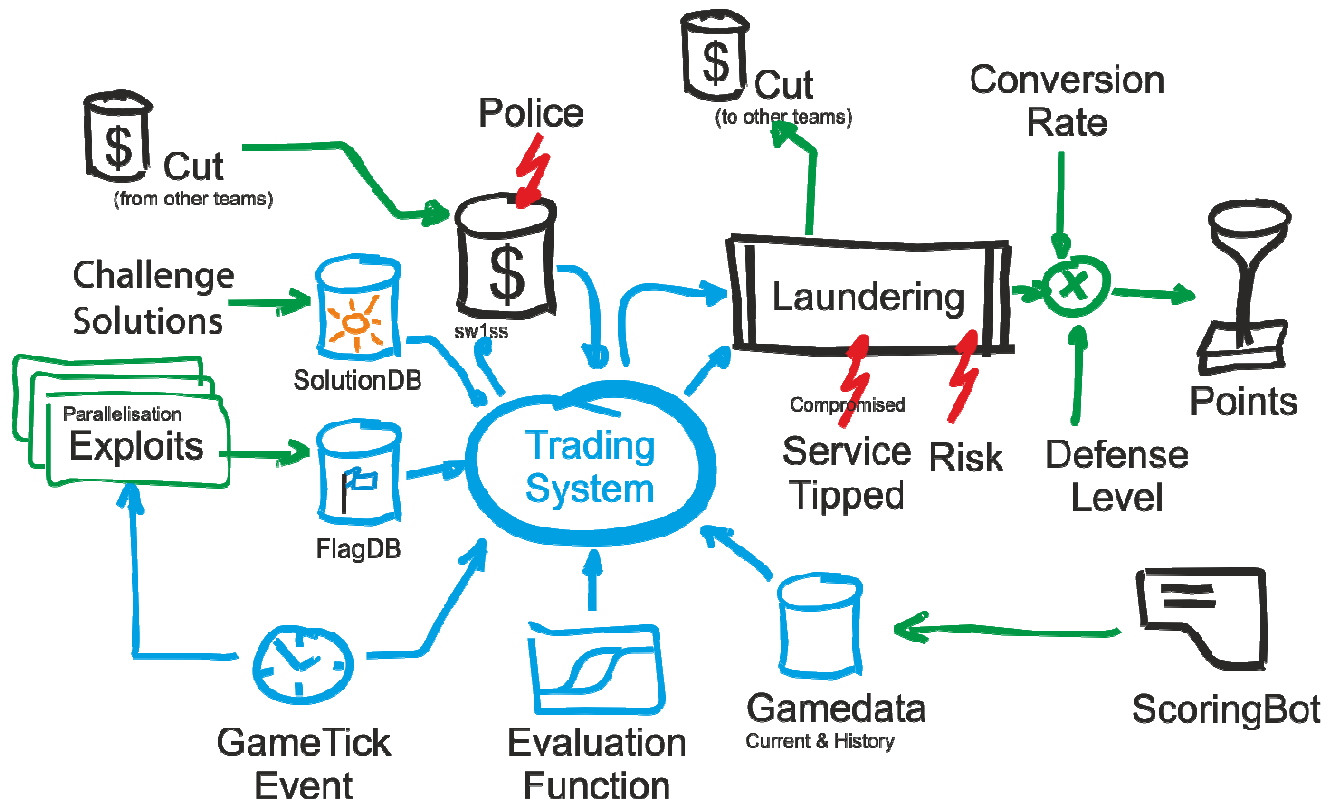 $
Cut
(to other teams)
Conversion
Rate
$
Cut
(from other teams)
Police
$
sw1ss
Challenge
Solutions
SolutionDB
Laundering
x
Points
Parallelisation
Exploits
FlagDB
Trading
System
Compromised
Service
Tipped
Risk
Defense
Level
GameTick
Event
Evaluation
Function
Gamedata
Current & History
ScoringBot